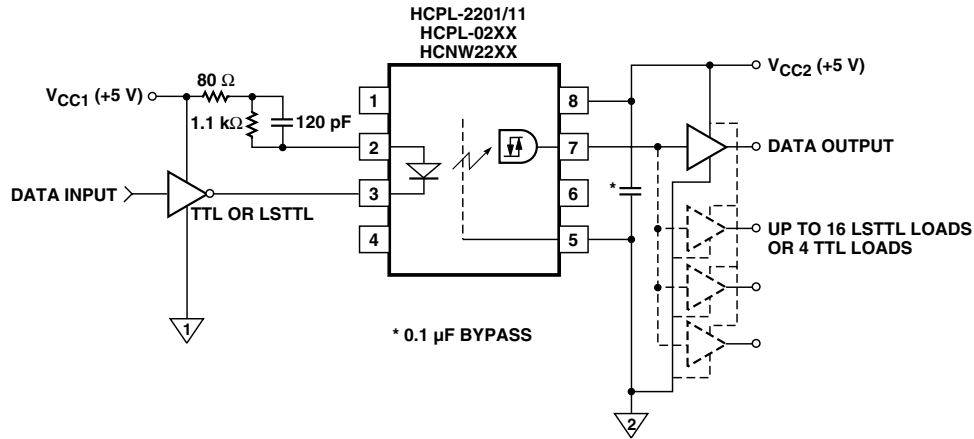 HCPL-2201/11
HCPL-02XX
HCNW22XX
80 Ω
VCC1 (+5 V)
1.1 kΩ
120 pF
DATA INPUT
TTL OR LSTTL
1
2
3
4
8
7
6
5
*
VCC2 (+5 V)
DATA OUTPUT
UP TO 16 LSTTL LOADS
OR 4 TTL LOADS
1
* 0.1 µF BYPASS
2